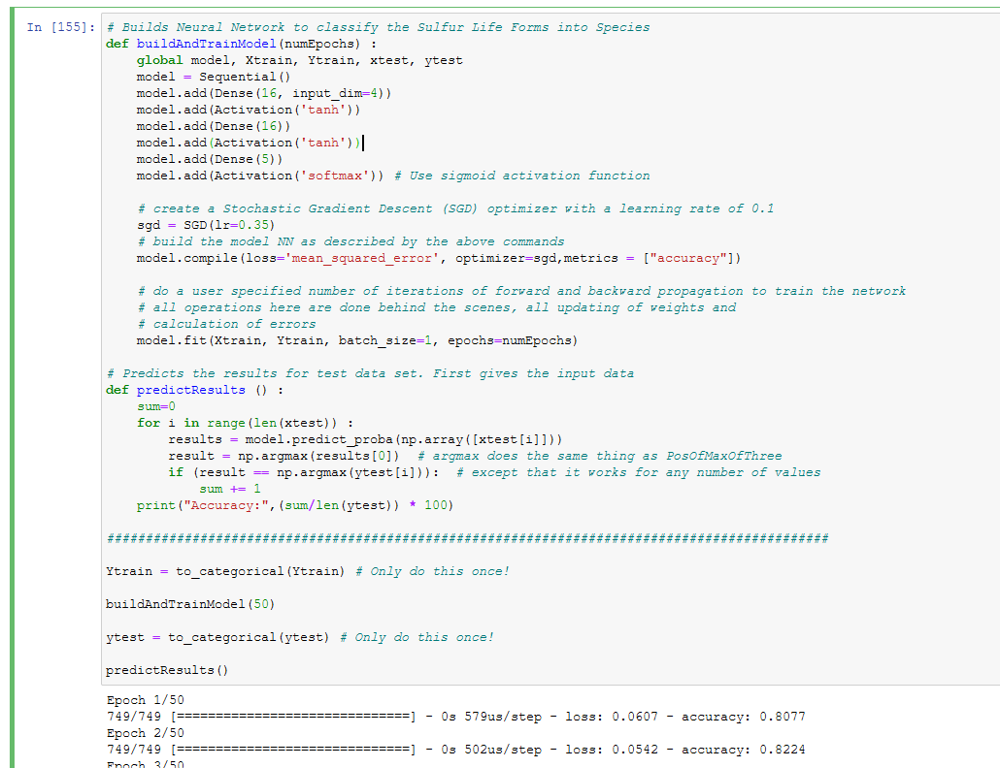 In [155]: # Builds Neural Network to classify the Sulfur Life Forms into Species
def buildAndTrainModel(numEpochs) :
    global model, Xtrain, Ytrain, xtest, ytest
    model = Sequential()
    model.add(Dense(16, input_dim=4))
    model.add(Activation('tanh'))
    model.add(Dense(16))
    model.add(Activation('tanh'))
    model.add(Dense(5))
    model.add(Activation('softmax')) # Use sigmoid activation function
    # create a Stochastic Gradient Descent (SGD) optimizer with a learning rate of 0.1
    sgd = SGD(lr=0.35)
    # build the model NN as described by the above commands
    model.compile(loss='mean_squared_error', optimizer=sgd,metrics = ["accuracy"])
    # do a user specified number of iterations of forward and backward propagation to train the network
    # all operations here are done behind the scenes, all updating of weights and
    # calculation of errors
    model.fit(Xtrain, Ytrain, batch_size=1, epochs=numEpochs)
# Predicts the results for test data set. First gives the input data
def predictResults () :
    sum=0
    for i in range(len(xtest)) :
        results = model.predict_proba(np.array([xtest[i]]))
        result = np.argmax(results[0])  # argmax does the same thing as PosOfMaxOfThree
        if (result == np.argmax(ytest[i])):  # except that it works for any number of values
            sum += 1
    print("Accuracy:",(sum/len(ytest)) * 100)
#############################################################################################
Ytrain = to_categorical(Ytrain) # Only do this once!
buildAndTrainModel(50)
ytest = to_categorical(ytest) # Only do this once!
predictResults()
Epoch 1/50
749/749 [==============================] - 0s 579us/step - loss: 0.0607 - accuracy: 0.8077
Epoch 2/50
749/749 [==============================] - 0s 502us/step - loss: 0.0542 - accuracy: 0.8224
Epoch 3/50